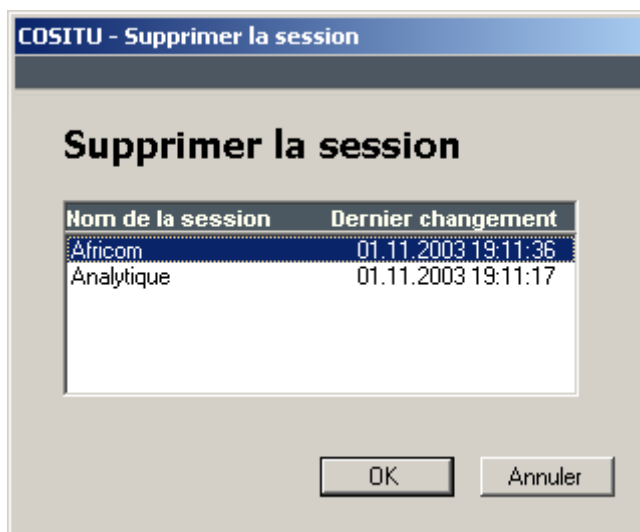 COSITU - Supprimer la session
Supprimer la session
Nom de la session Dernier changement
Africom 01.11.2003 19:11:36
Analytique 01.11.2003 19:11:17
OK Annuler